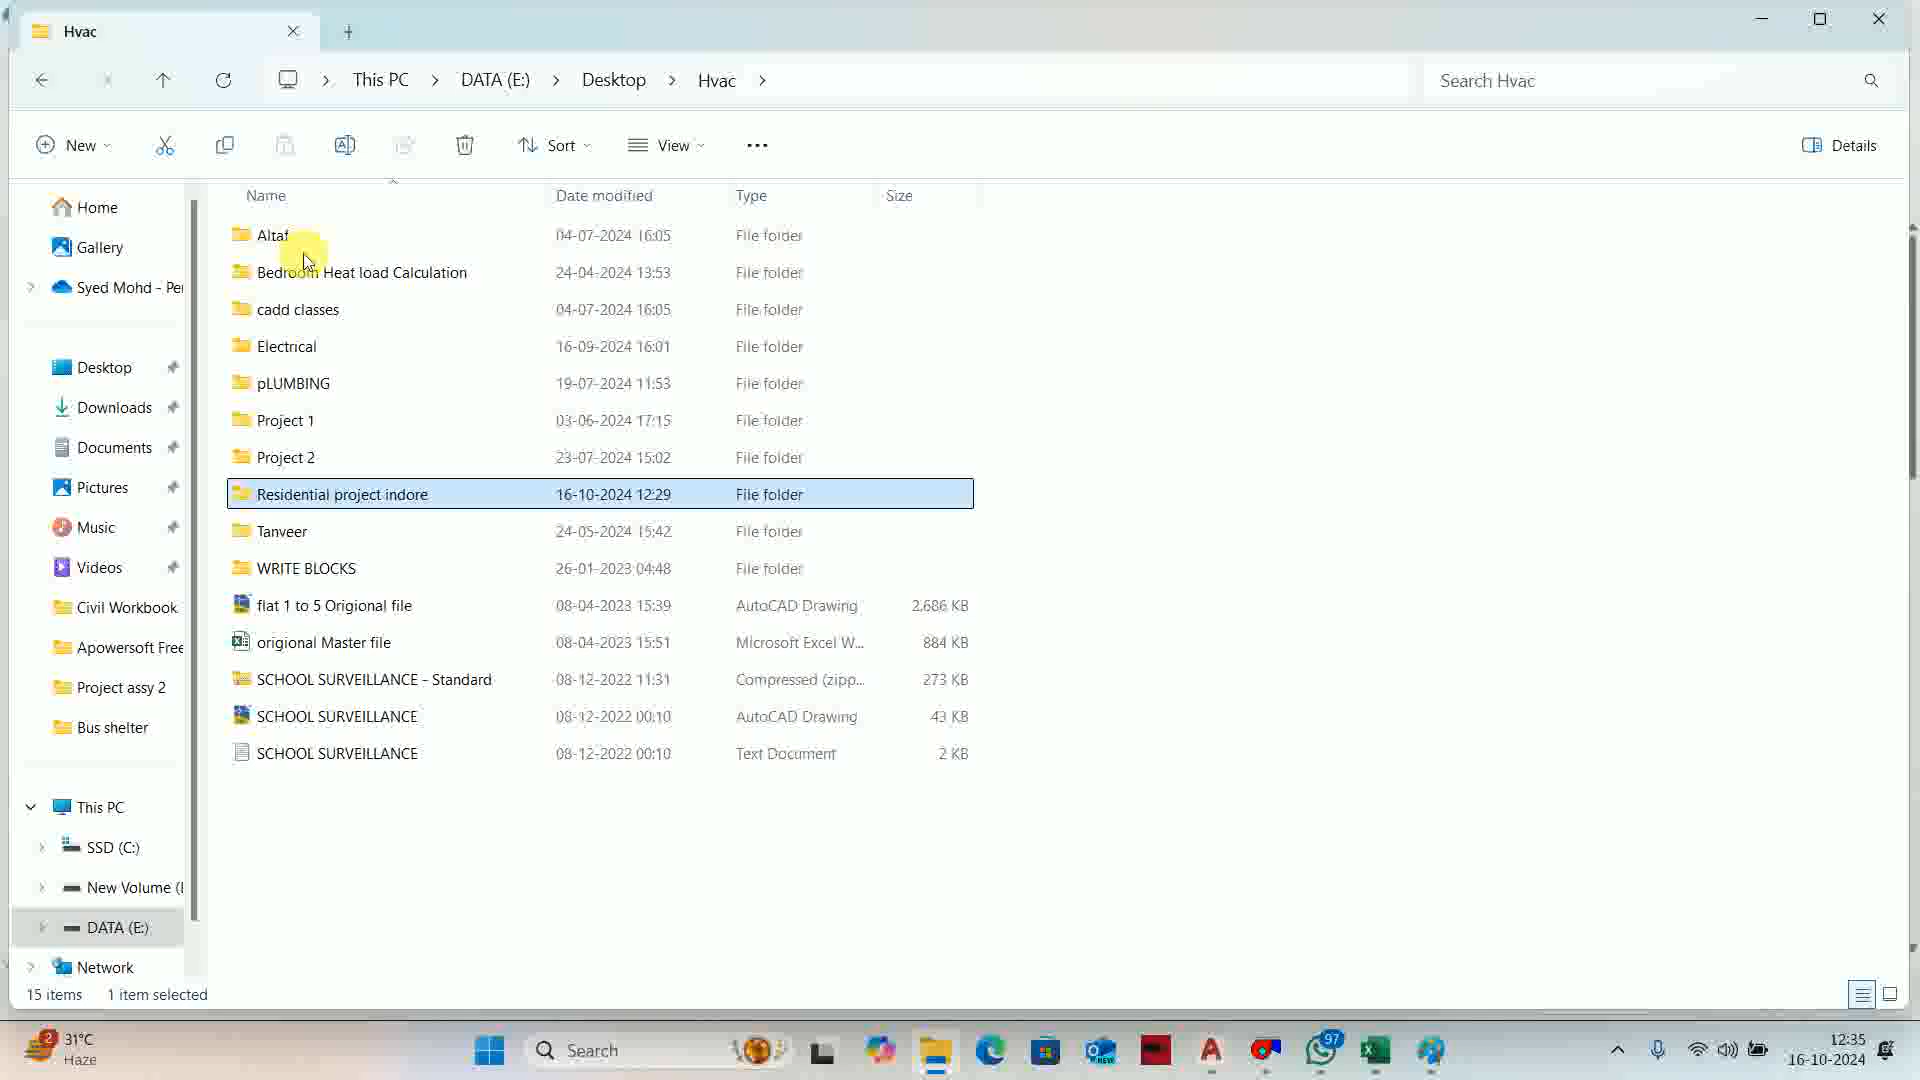 Hvac
This PC
DATA (E:)
Desktop
Hvac
Search Hvac
New
Sort
View
Details
Name
Date modified
Type
Size
Home
Gallery
Syed Mohd - Per
Desktop
Downloads
Documents
Pictures
Music
Videos
Civil Workbook
Apowersoft Free
Project assy 2
Bus shelter
This PC
SSD (C:)
New Volume (
DATA (E:)
Network
Altaf 04-07-2024 16:05 File folder
Bedroom Heat load Calculation 24-04-2024 13:53 File folder
cadd classes 04-07-2024 16:05 File folder
Electrical 16-09-2024 16:01 File folder
pLUMBING 19-07-2024 11:53 File folder
Project 1 03-06-2024 17:15 File folder
Project 2 23-07-2024 15:02 File folder
Residential project indore 16-10-2024 12:29 File folder
Tanveer 24-05-2024 15:42 File folder
WRITE BLOCKS 26-01-2023 04:48 File folder
flat 1 to 5 Origional file 08-04-2023 15:39 AutoCAD Drawing 2,686 KB
origional Master file 08-04-2023 15:51 Microsoft Excel W... 884 KB
SCHOOL SURVEILLANCE - Standard 08-12-2022 11:31 Compressed (zipp... 273 KB
SCHOOL SURVEILLANCE 08-12-2022 00:10 AutoCAD Drawing 43 KB
SCHOOL SURVEILLANCE 08-12-2022 00:10 Text Document 2 KB
15 items 1 item selected
2
31°C
Haze
Search
NEW
97
12:35
16-10-2024